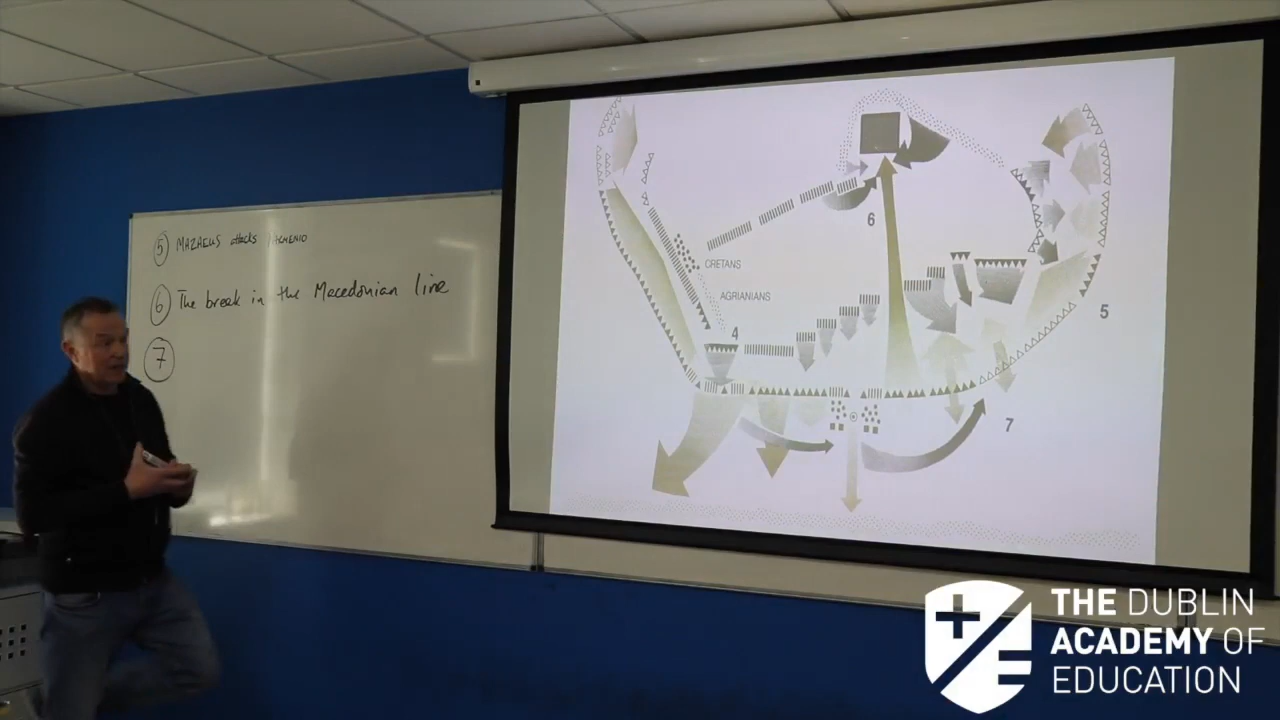 5 MAZAEUS attacks PARMENIO
6 The break in the Macedonian line
7
6
CRETANS
AGRIANIANS
4
5
7
THE DUBLIN
ACADEMY OF
EDUCATION